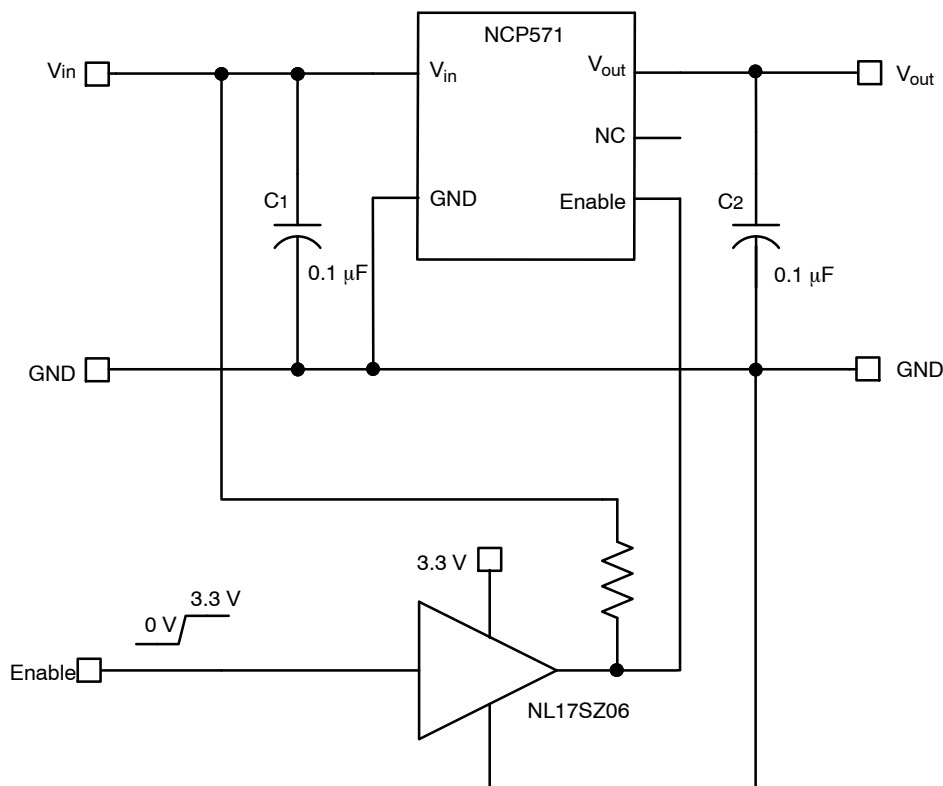 NCP571
Vin
Vin
Vout
Vout
NC
C1
GND
Enable
C2
0.1 μF
0.1 μF
GND
GND
3.3 V
3.3 V
0 V
Enable
NL17SZ06